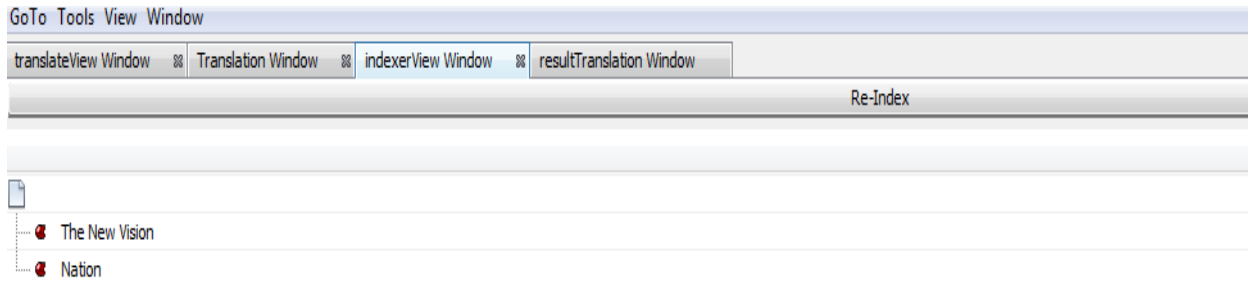 GoTo Tools View Window
translateView Window Translation Window indexerView Window resultTranslation Window
Re-Index
The New Vision
Nation